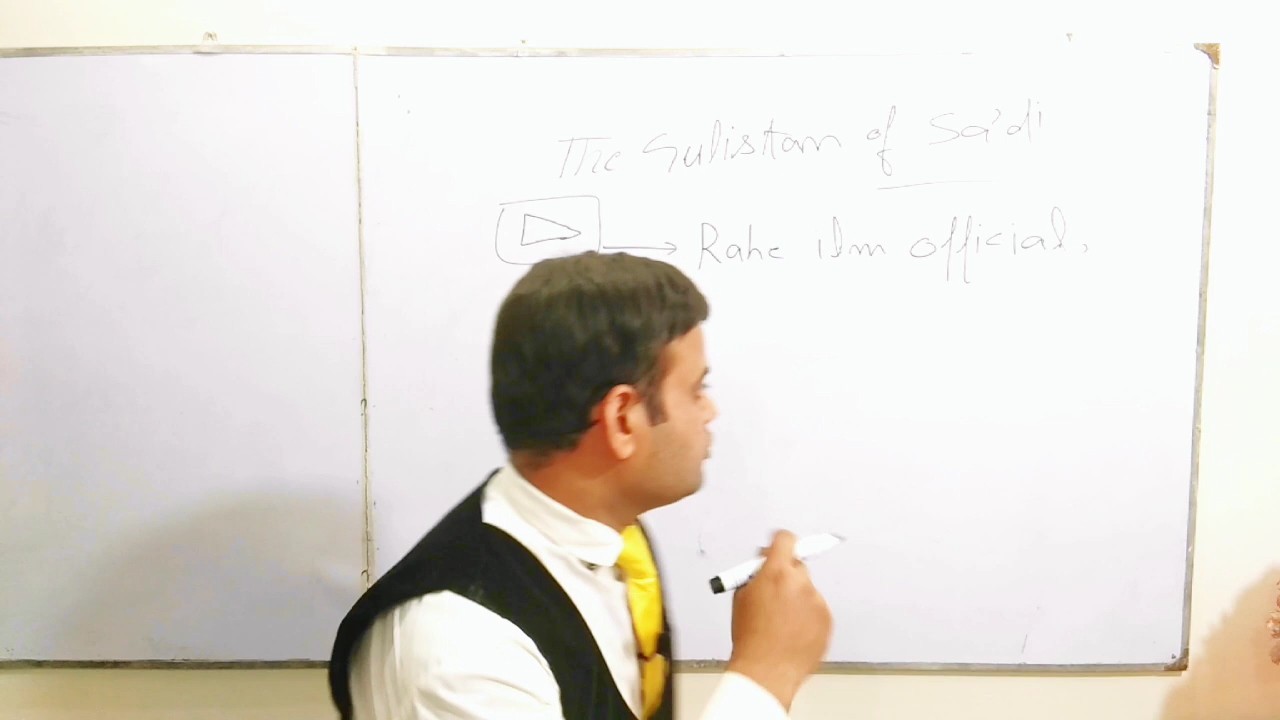 The Gulistan of Sa'di
Rahe ilm official,